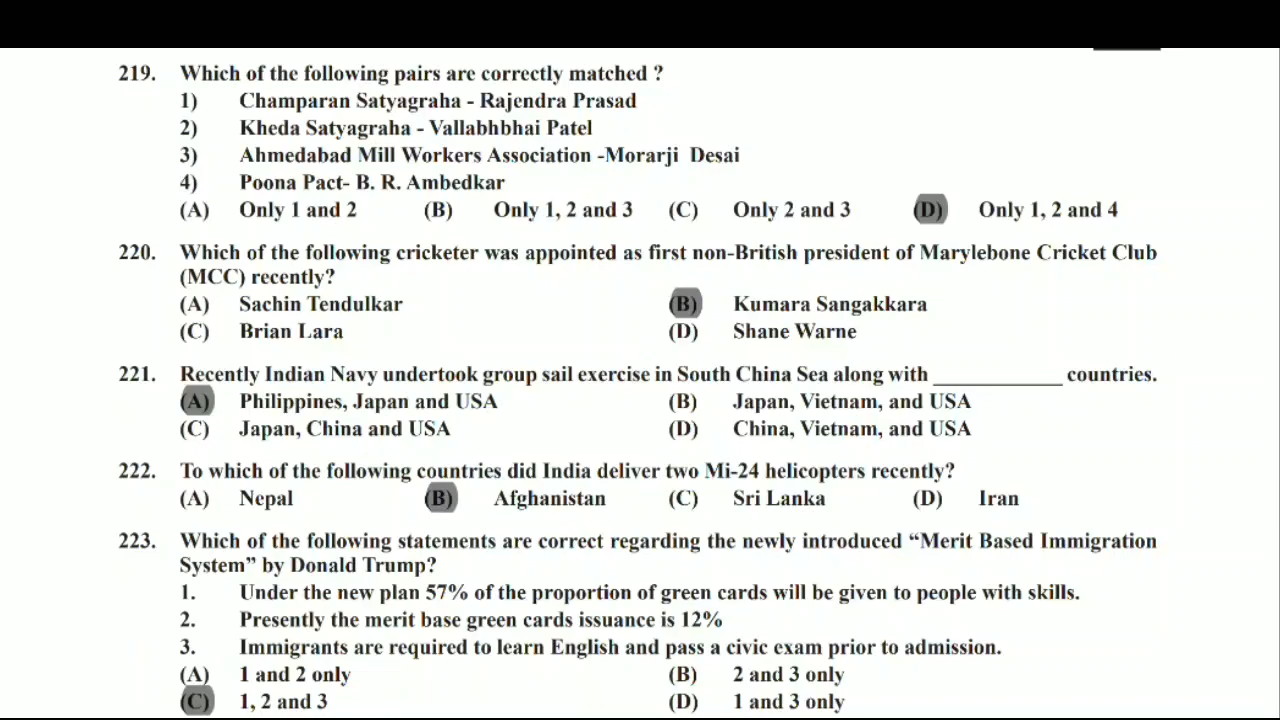 219. Which of the following pairs are correctly matched ?
1) Champaran Satyagraha - Rajendra Prasad
2) Kheda Satyagraha - Vallabhbhai Patel
3) Ahmedabad Mill Workers Association -Morarji Desai
4) Poona Pact- B. R. Ambedkar
(A) Only 1 and 2 (B) Only 1, 2 and 3 (C) Only 2 and 3 (D) Only 1, 2 and 4
220. Which of the following cricketer was appointed as first non-British president of Marylebone Cricket Club
(MCC) recently?
(A) Sachin Tendulkar (B) Kumara Sangakkara
(C) Brian Lara (D) Shane Warne
221. Recently Indian Navy undertook group sail exercise in South China Sea along with ____________ countries.
(A) Philippines, Japan and USA (B) Japan, Vietnam, and USA
(C) Japan, China and USA (D) China, Vietnam, and USA
222. To which of the following countries did India deliver two Mi-24 helicopters recently?
(A) Nepal (B) Afghanistan (C) Sri Lanka (D) Iran
223. Which of the following statements are correct regarding the newly introduced “Merit Based Immigration
System” by Donald Trump?
1. Under the new plan 57% of the proportion of green cards will be given to people with skills.
2. Presently the merit base green cards issuance is 12%
3. Immigrants are required to learn English and pass a civic exam prior to admission.
(A) 1 and 2 only (B) 2 and 3 only
(C) 1, 2 and 3 (D) 1 and 3 only